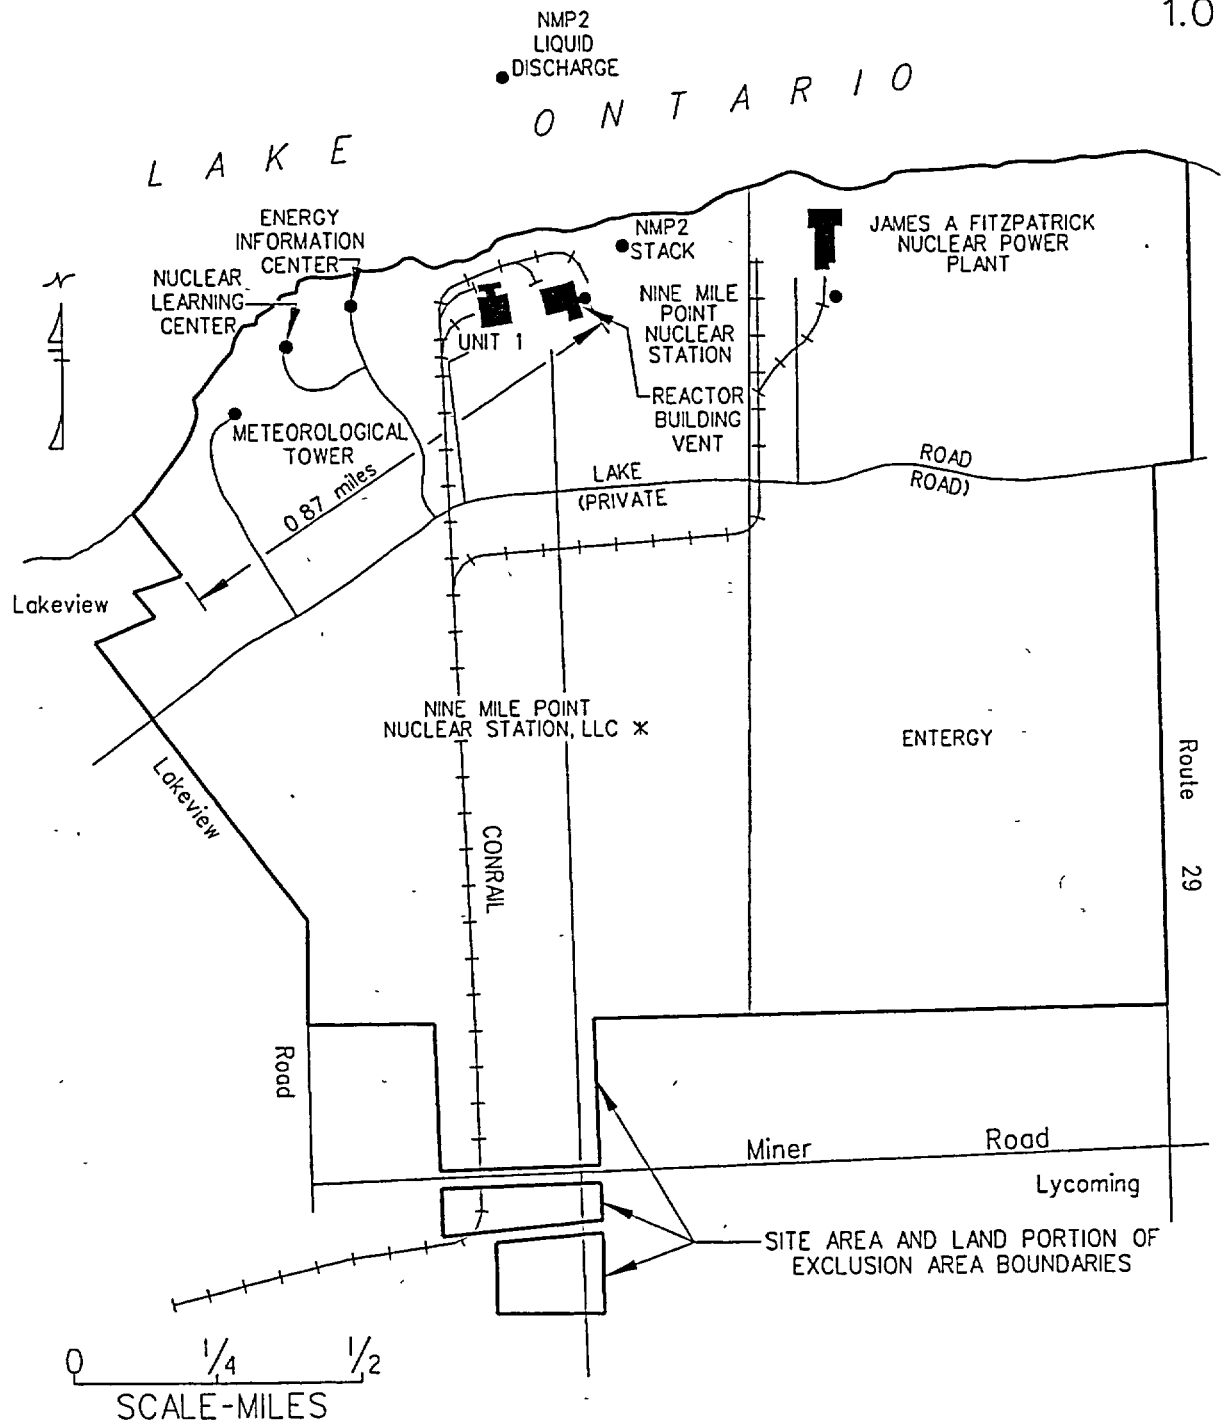 1.0
NMP2
LIQUID
DISCHARGE
LAKE ONTARIO
ENERGY
INFORMATION
CENTER
NUCLEAR
LEARNING
CENTER
NMP2
STACK
JAMES A FITZPATRICK
NUCLEAR POWER
PLANT
N
NINE MILE
POINT
NUCLEAR
STATION
UNIT 1
REACTOR
BUILDING
VENT
METEOROLOGICAL
TOWER
0.87 miles
LAKE ROAD
(PRIVATE ROAD)
Lakeview
NINE MILE POINT
NUCLEAR STATION, LLC *
ENTERGY
Lakeview
Route 29
CONRAIL
Road
Miner Road
Lycoming
SITE AREA AND LAND PORTION OF
EXCLUSION AREA BOUNDARIES
0 1/4 1/2
SCALE-MILES